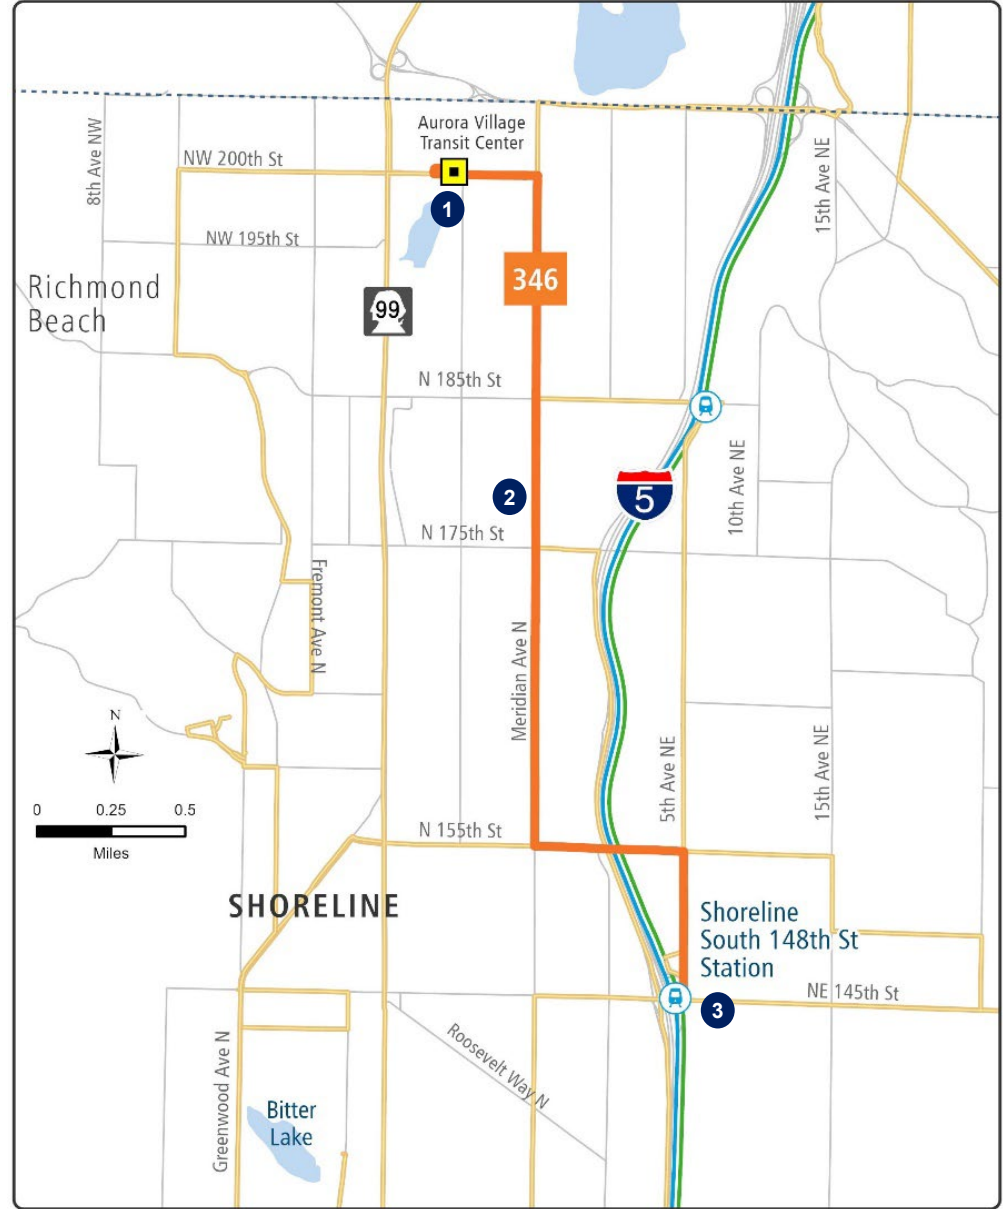 Aurora Village
Transit Center
8th Ave NW
NW 200th St
15th Ave NE
1
NW 195th St
Richmond
Beach
346
99
N 185th St
5
10th Ave NE
2
N 175th St
Fremont Ave N
Meridian Ave N
N
5th Ave NE
15th Ave NE
0 0.25 0.5
Miles
N 155th St
SHORELINE
Shoreline
South 148th St
Station
NE 145th St
3
Roosevelt Way N
Greenwood Ave N
Bitter
Lake